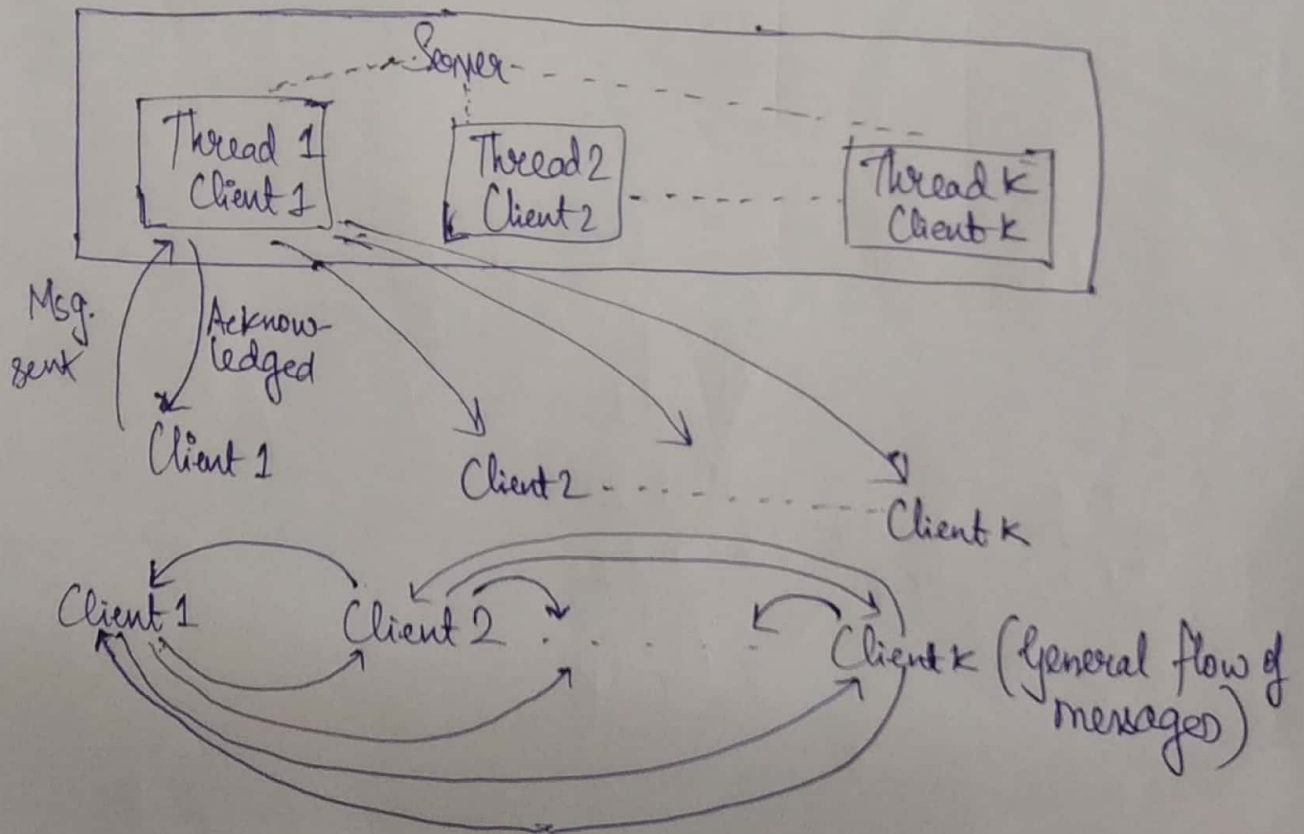 Server
Thread 1
Client 1
Thread 2
Client 2
Thread K
Client K
Msg.
sent
Acknow-
ledged
Client 1
Client 2
Client K
Client 1
Client 2
Client K (General flow of
messages)